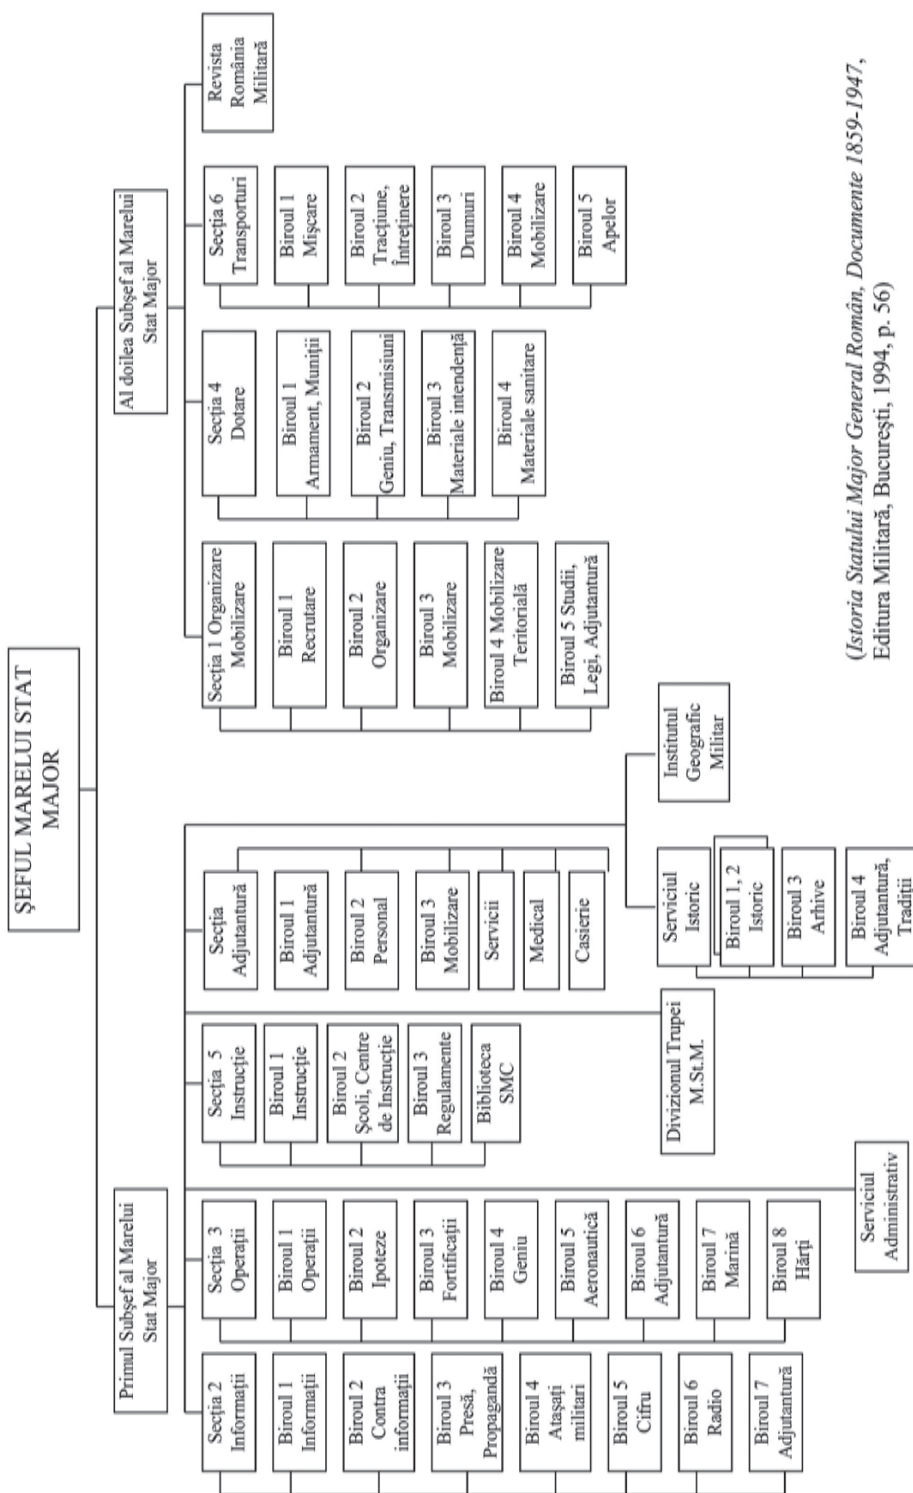 ŞEFUL MARELUI STAT
MAJOR
Primul Subşef al Marelui
Stat Major
Al doilea Subşef al Marelui
Stat Major
Secţia 2
Informaţii
Biroul 1
Informaţii
Biroul 2
Contra
informaţii
Biroul 3
Presă,
Propagandă
Biroul 4
Ataşaţi
militari
Biroul 5
Cifru
Biroul 6
Radio
Biroul 7
Adjutantură
Secţia 3
Operaţii
Biroul 1
Operaţii
Biroul 2
Ipoteze
Biroul 3
Fortificaţii
Biroul 4
Geniu
Biroul 5
Aeronautică
Biroul 6
Adjutantură
Biroul 7
Marină
Biroul 8
Hărţi
Serviciul
Administrativ
Secţia 5
Instrucţie
Biroul 1
Instrucţie
Biroul 2
Şcoli, Centre
de Instrucţie
Biroul 3
Regulamente
Biblioteca
SMC
Divizionul Trupei
M.St.M.
Secţia
Adjutantură
Biroul 1
Adjutantură
Biroul 2
Personal
Biroul 3
Mobilizare
Servicii
Medical
Casierie
Serviciul
Istoric
Biroul 1, 2
Istoric
Biroul 3
Arhive
Biroul 4
Adjutantură,
Tradiţii
Institutul
Geografic
Militar
Secţia 1 Organizare
Mobilizare
Biroul 1
Recrutare
Biroul 2
Organizare
Biroul 3
Mobilizare
Biroul 4 Mobilizare
Teritorială
Biroul 5 Studii,
Legi, Adjutantură
Secţia 4
Dotare
Biroul 1
Armament, Muniţii
Biroul 2
Geniu, Transmisiuni
Biroul 3
Materiale intendenţă
Biroul 4
Materiale sanitare
Secţia 6
Transporturi
Biroul 1
Mişcare
Biroul 2
Tracţiune,
Întreţinere
Biroul 3
Drumuri
Biroul 4
Mobilizare
Biroul 5
Apelor
Revista
România
Militară
(Istoria Statului Major General Român, Documente 1859-1947,
Editura Militară, Bucureşti, 1994, p. 56)